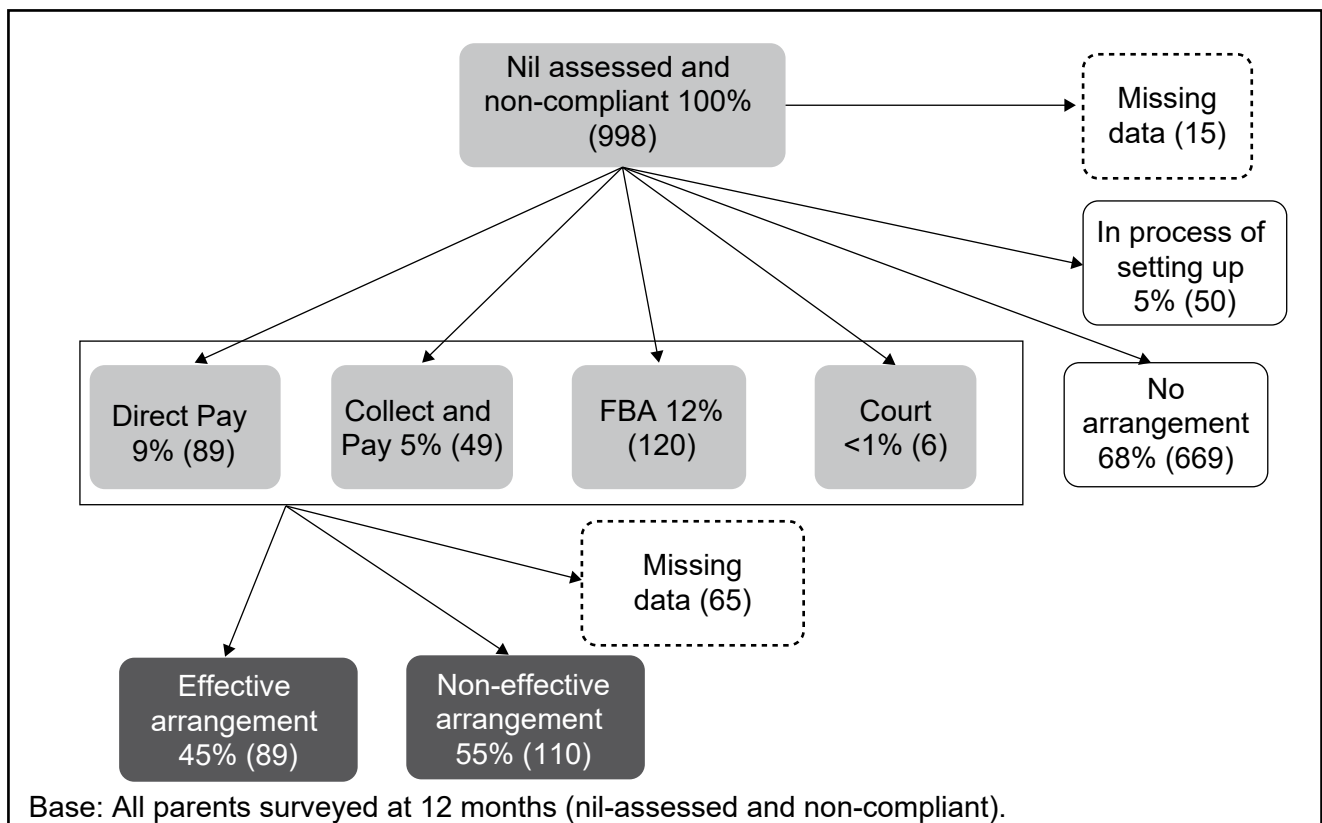 Nil assessed and
non-compliant 100%
(998)
Missing
data (15)
In process of
setting up
5% (50)
Direct Pay
9% (89)
Collect and
Pay 5% (49)
FBA 12%
(120)
Court
<1% (6)
No
arrangement
68% (669)
Missing
data (65)
Effective
arrangement
45% (89)
Non-effective
arrangement
55% (110)
Base: All parents surveyed at 12 months (nil-assessed and non-compliant).